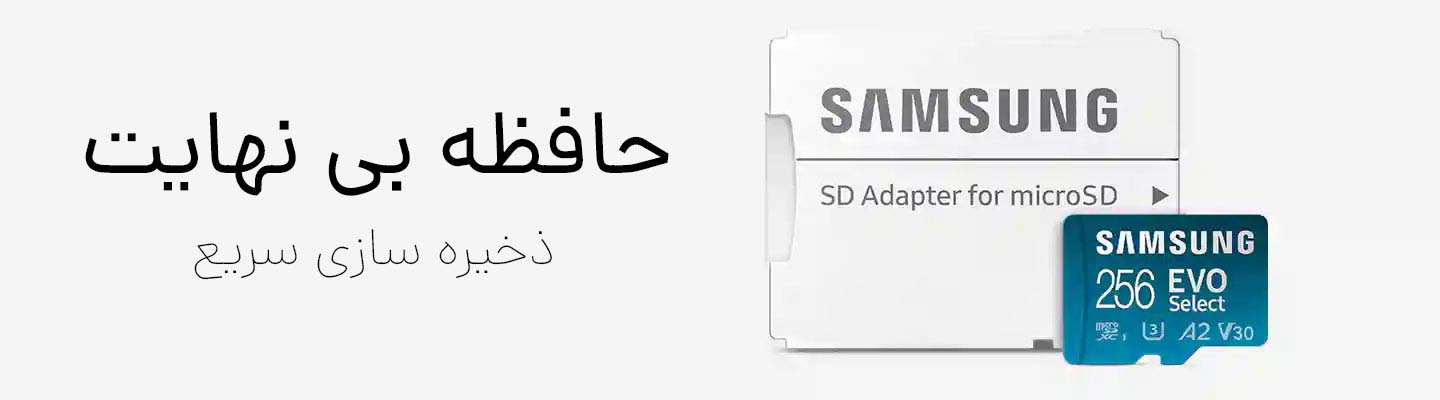 حافظه بی نهایت
ذخیره سازی سریع
SAMSUNG
SD Adapter for microSD
SAMSUNG
256 EVO
Select
micro SD XC I U3 A2 V30